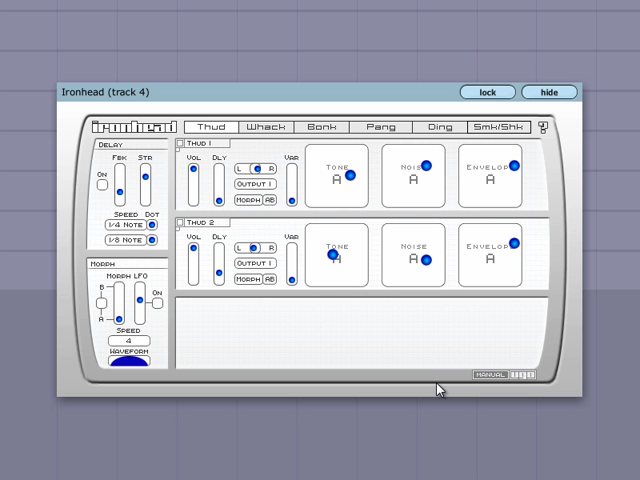 Ironhead (track 4)
lock
hide
Ironhead
Thud
Whack
Bonk
Pang
Ding
Smk/Shk
Delay
Fbk
Str
On
Speed
Dot
1/4 Note
1/8 Note
Morph
Morph
LFO
B
A
On
Speed
4
Waveform
Thud 1
Vol
Dly
L
R
Output 1
Morph
AB
Var
Tone
A
Noise
A
Envelop
A
Thud 2
Vol
Dly
L
R
Output 1
Morph
AB
Var
Tone
A
Noise
A
Envelop
A
Manual
ugo